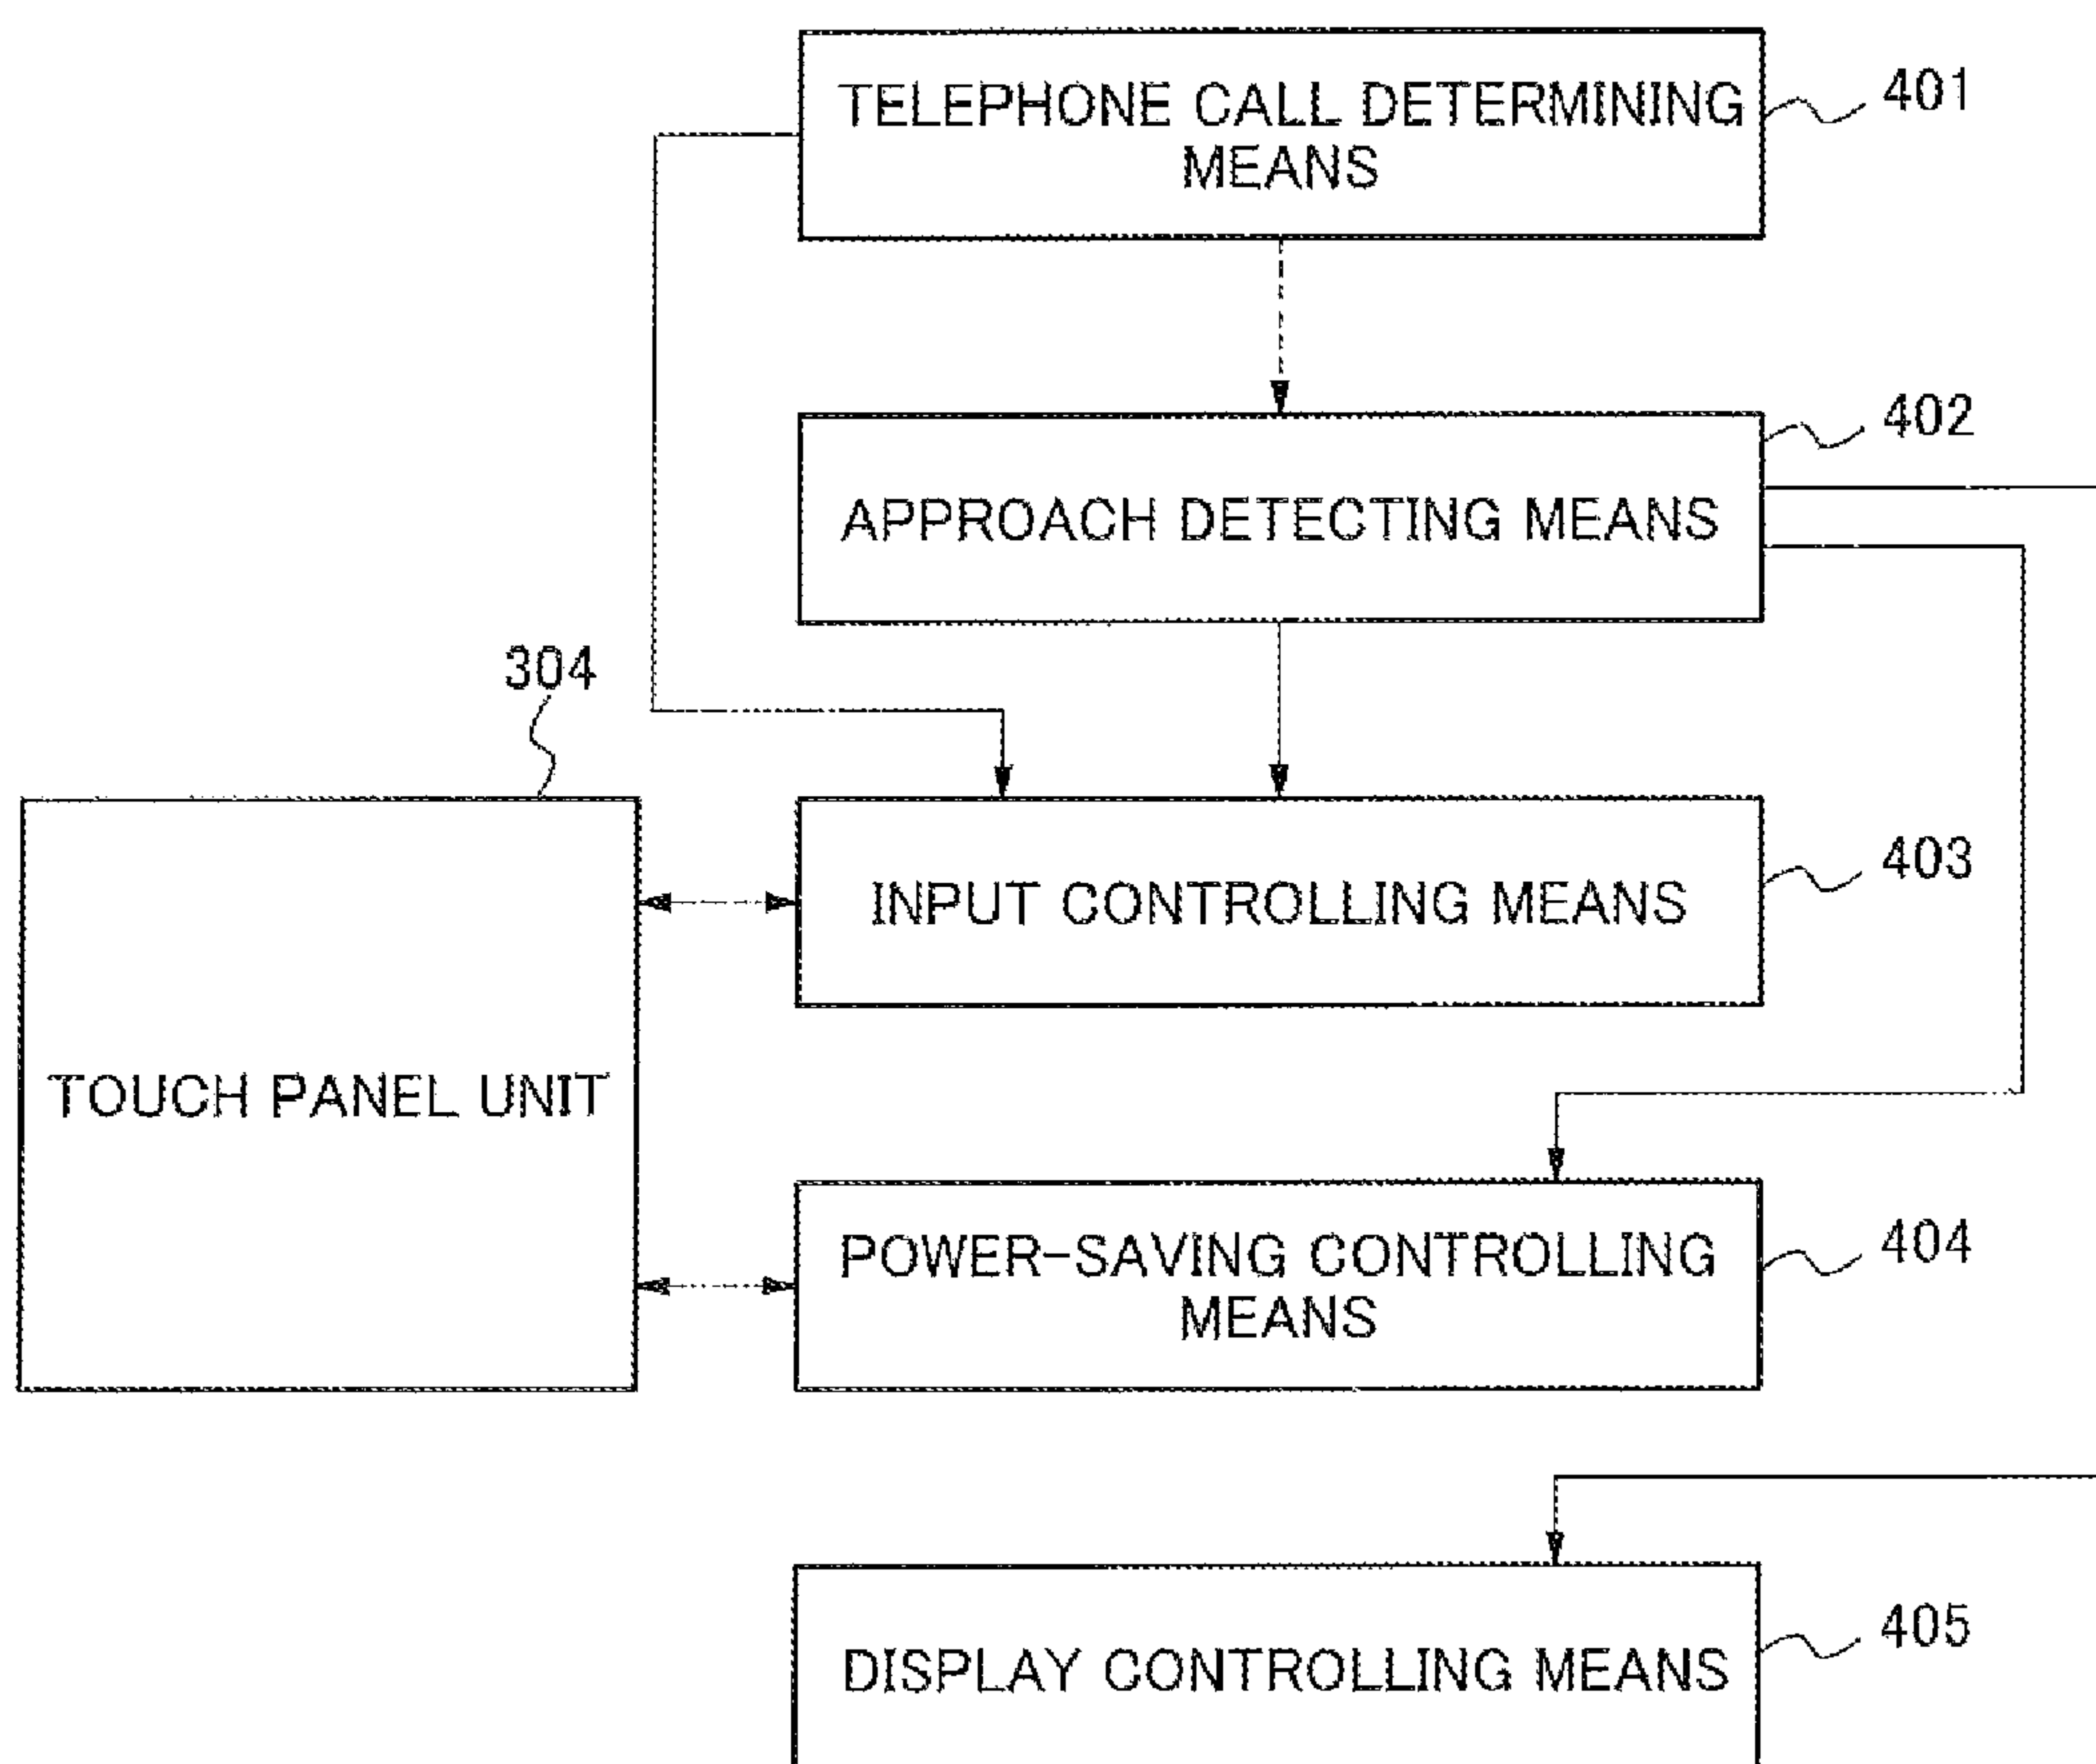 TELEPHONE CALL DETERMINING
MEANS
401
402
APPROACH DETECTING MEANS
304
403
INPUT CONTROLLING MEANS
TOUCH PANEL UNIT
404
POWER-SAVING CONTROLLING
MEANS
405
DISPLAY CONTROLLING MEANS